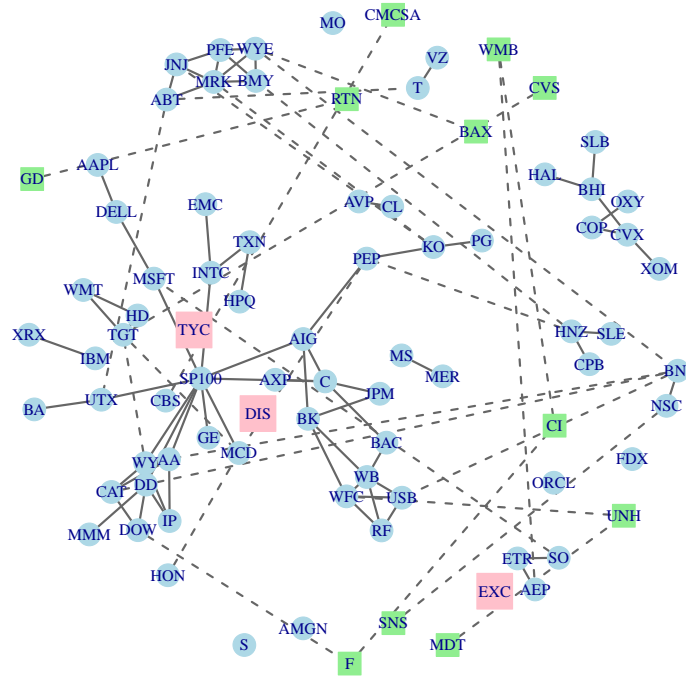 CMCSA
MO
PFE
WYE
WMB
VZ
JNJ
MRK
BMY
T
CVS
ABT
RTN
BAX
SLB
GD
AAPL
HAL
BHI
OXY
EMC
AVP
CL
DELL
COP
CVX
TXN
KO
PG
PEP
XOM
MSFT
INTC
WMT
HPQ
HD
TYC
HNZ
SLE
XRX
TGT
AIG
IBM
MS
CPB
BN
SP100
AXP
C
MER
JPM
UTX
CBS
BA
DIS
BK
NSC
CI
GE
BAC
MCD
WY
AA
FDX
WB
DD
CAT
ORCL
WFC
USB
UNH
IP
MMM
DOW
RF
ETR
SO
HON
EXC
AEP
AMGN
SNS
S
F
MDT